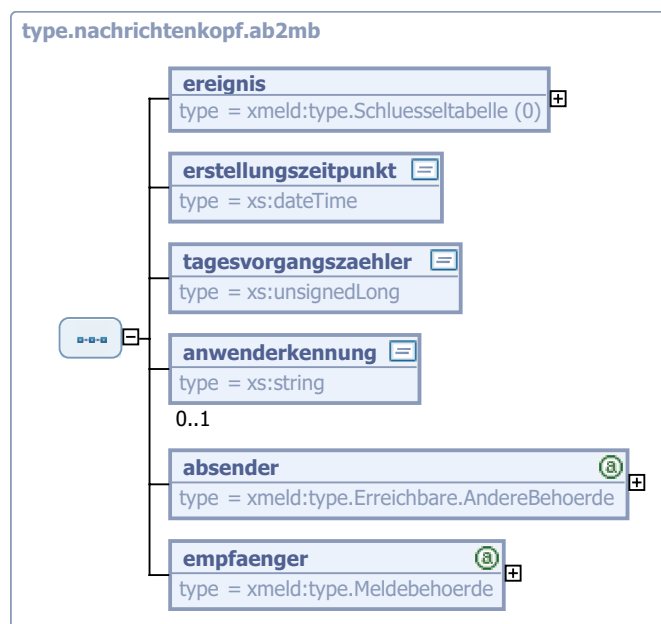 type.nachrichtenkopf.ab2mb
ereignis
type = xmeld:type.Schluesseltabelle (0)
erstellungszeitpunkt
type = xs:dateTime
tagesvorgangszaehler
type = xs:unsignedLong
anwenderkennung
type = xs:string
0..1
absender
type = xmeld:type.Erreichbare.AndereBehoerde
empfaenger
type = xmeld:type.Meldebehoerde